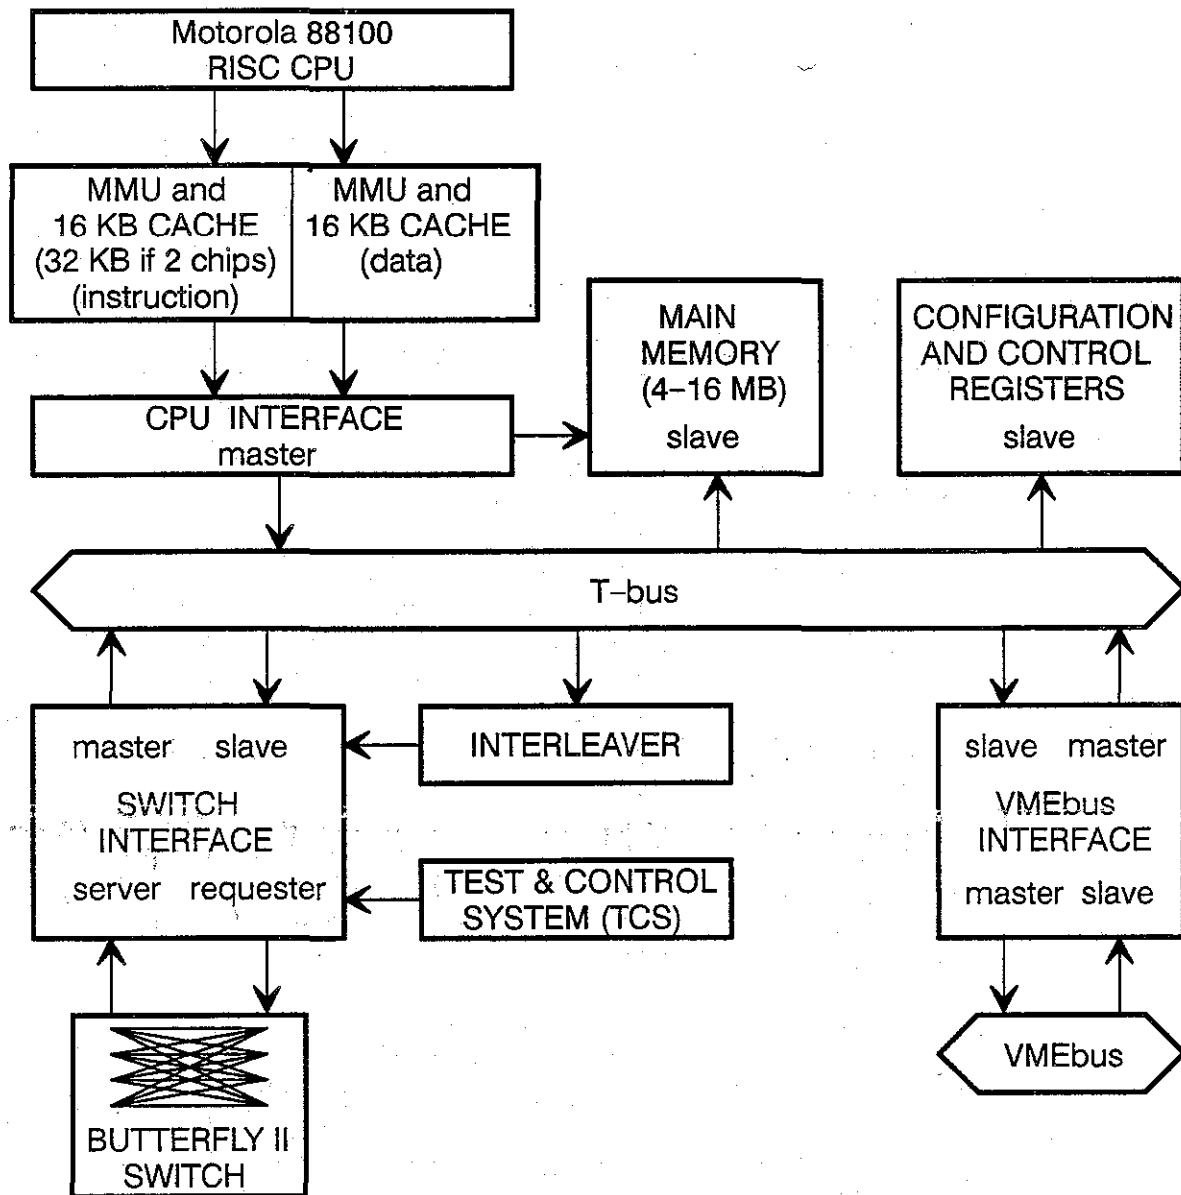 Motorola 88100
RISC CPU
MMU and
16 KB CACHE
(32 KB if 2 chips)
(instruction)
MMU and
16 KB CACHE
(data)
MAIN
MEMORY
(4–16 MB)
slave
CONFIGURATION
AND CONTROL
REGISTERS
slave
CPU INTERFACE
master
T–bus
master slave
SWITCH
INTERFACE
server requester
INTERLEAVER
TEST & CONTROL
SYSTEM (TCS)
slave master
VMEbus
INTERFACE
master slave
BUTTERFLY II
SWITCH
VMEbus